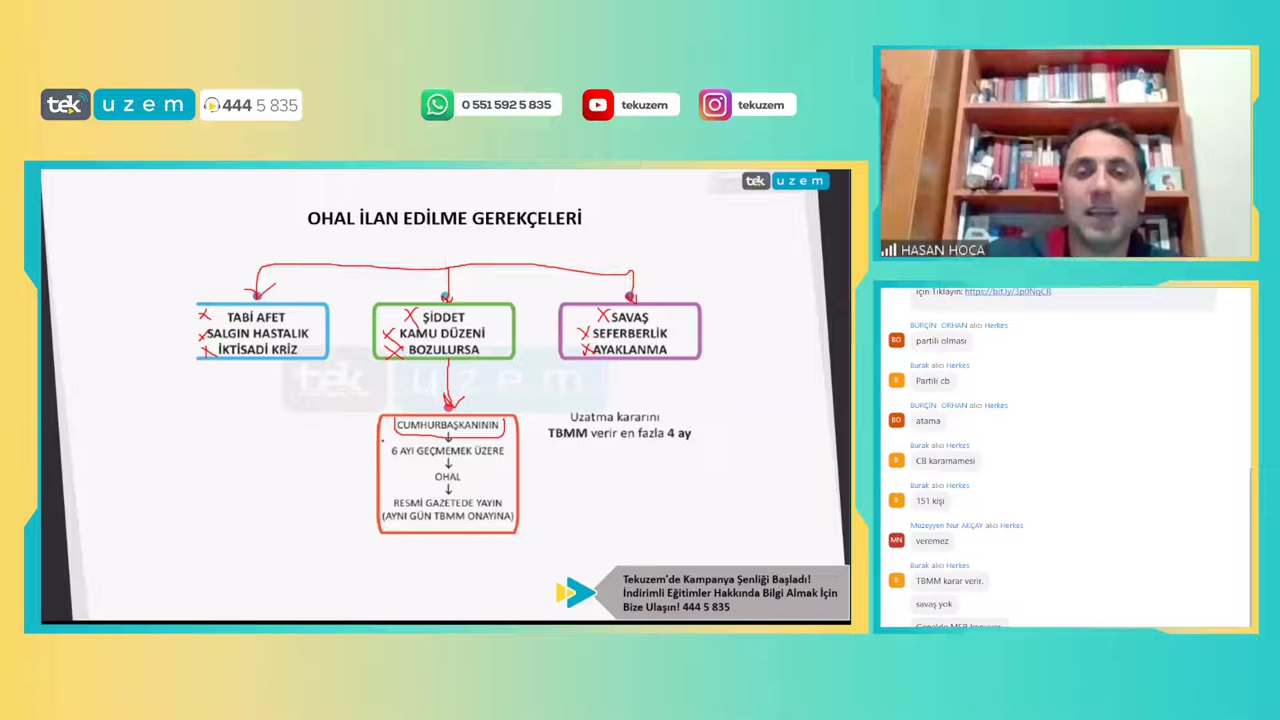 tek uzem 444 5 835
0 551 592 5 835
tekuzem
tekuzem
tek uzem
OHAL İLAN EDİLME GEREKÇELERİ
TABİ AFET
SALGIN HASTALIK
İKTİSADİ KRİZ
ŞİDDET
KAMU DÜZENİ
BOZULURSA
SAVAŞ
SEFERBERLİK
AYAKLANMA
tek uzem
CUMHURBAŞKANININ
6 AYI GEÇMEMEK ÜZERE
OHAL
RESMİ GAZETEDE YAYIN
(AYNI GÜN TBMM ONAYINA)
Uzatma kararını
TBMM verir en fazla 4 ay
Tekuzem'de Kampanya Şenliği Başladı!
İndirimli Eğitimler Hakkında Bilgi Almak İçin
Bize Ulaşın! 444 5 835
HASAN HOCA
için Tıklayın: https://bit.ly/3p0NqCR
BURÇİN ORHAN alıcı Herkes
BO partili olması
Burak alıcı Herkes
B Partili cb
BURÇİN ORHAN alıcı Herkes
BO atama
Burak alıcı Herkes
B CB kararnamesi
Burak alıcı Herkes
B 151 kişi
Müzeyyen Nur AKÇAY alıcı Herkes
MN veremez
Burak alıcı Herkes
B TBMM karar verir.
savaş yok